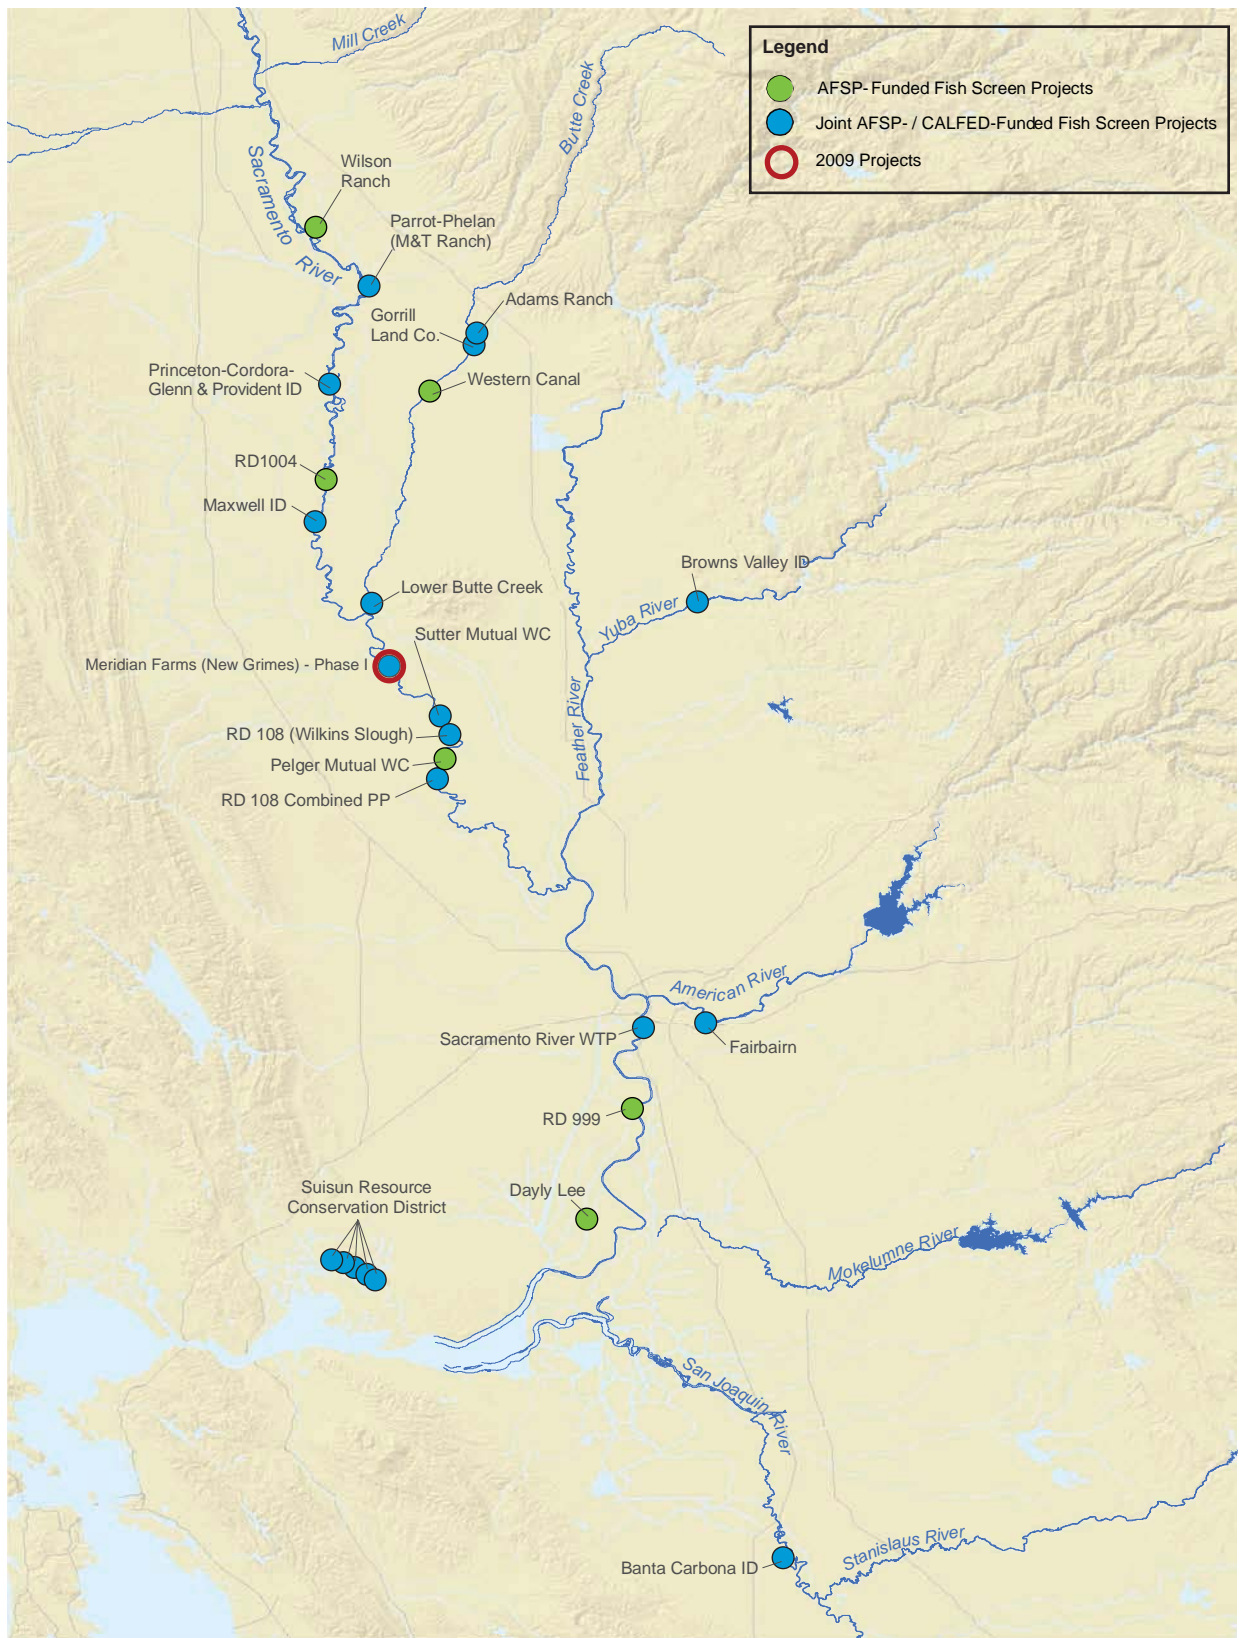 Mill Creek
Legend
AFSP- Funded Fish Screen Projects
Joint AFSP- / CALFED-Funded Fish Screen Projects
2009 Projects
Butte Creek
Sacramento
River
Wilson
Ranch
Parrot-Phelan
(M&T Ranch)
Adams Ranch
Gorrill
Land Co.
Princeton-Cordora-
Glenn & Provident ID
Western Canal
RD1004
Maxwell ID
Browns Valley ID
Lower Butte Creek
Yuba River
Sutter Mutual WC
Meridian Farms (New Grimes) - Phase I
Feather River
RD 108 (Wilkins Slough)
Pelger Mutual WC
RD 108 Combined PP
American River
Sacramento River WTP
Fairbairn
RD 999
Suisun Resource
Conservation District
Dayly Lee
Mokelumne River
San Joaquin River
Stanislaus River
Banta Carbona ID